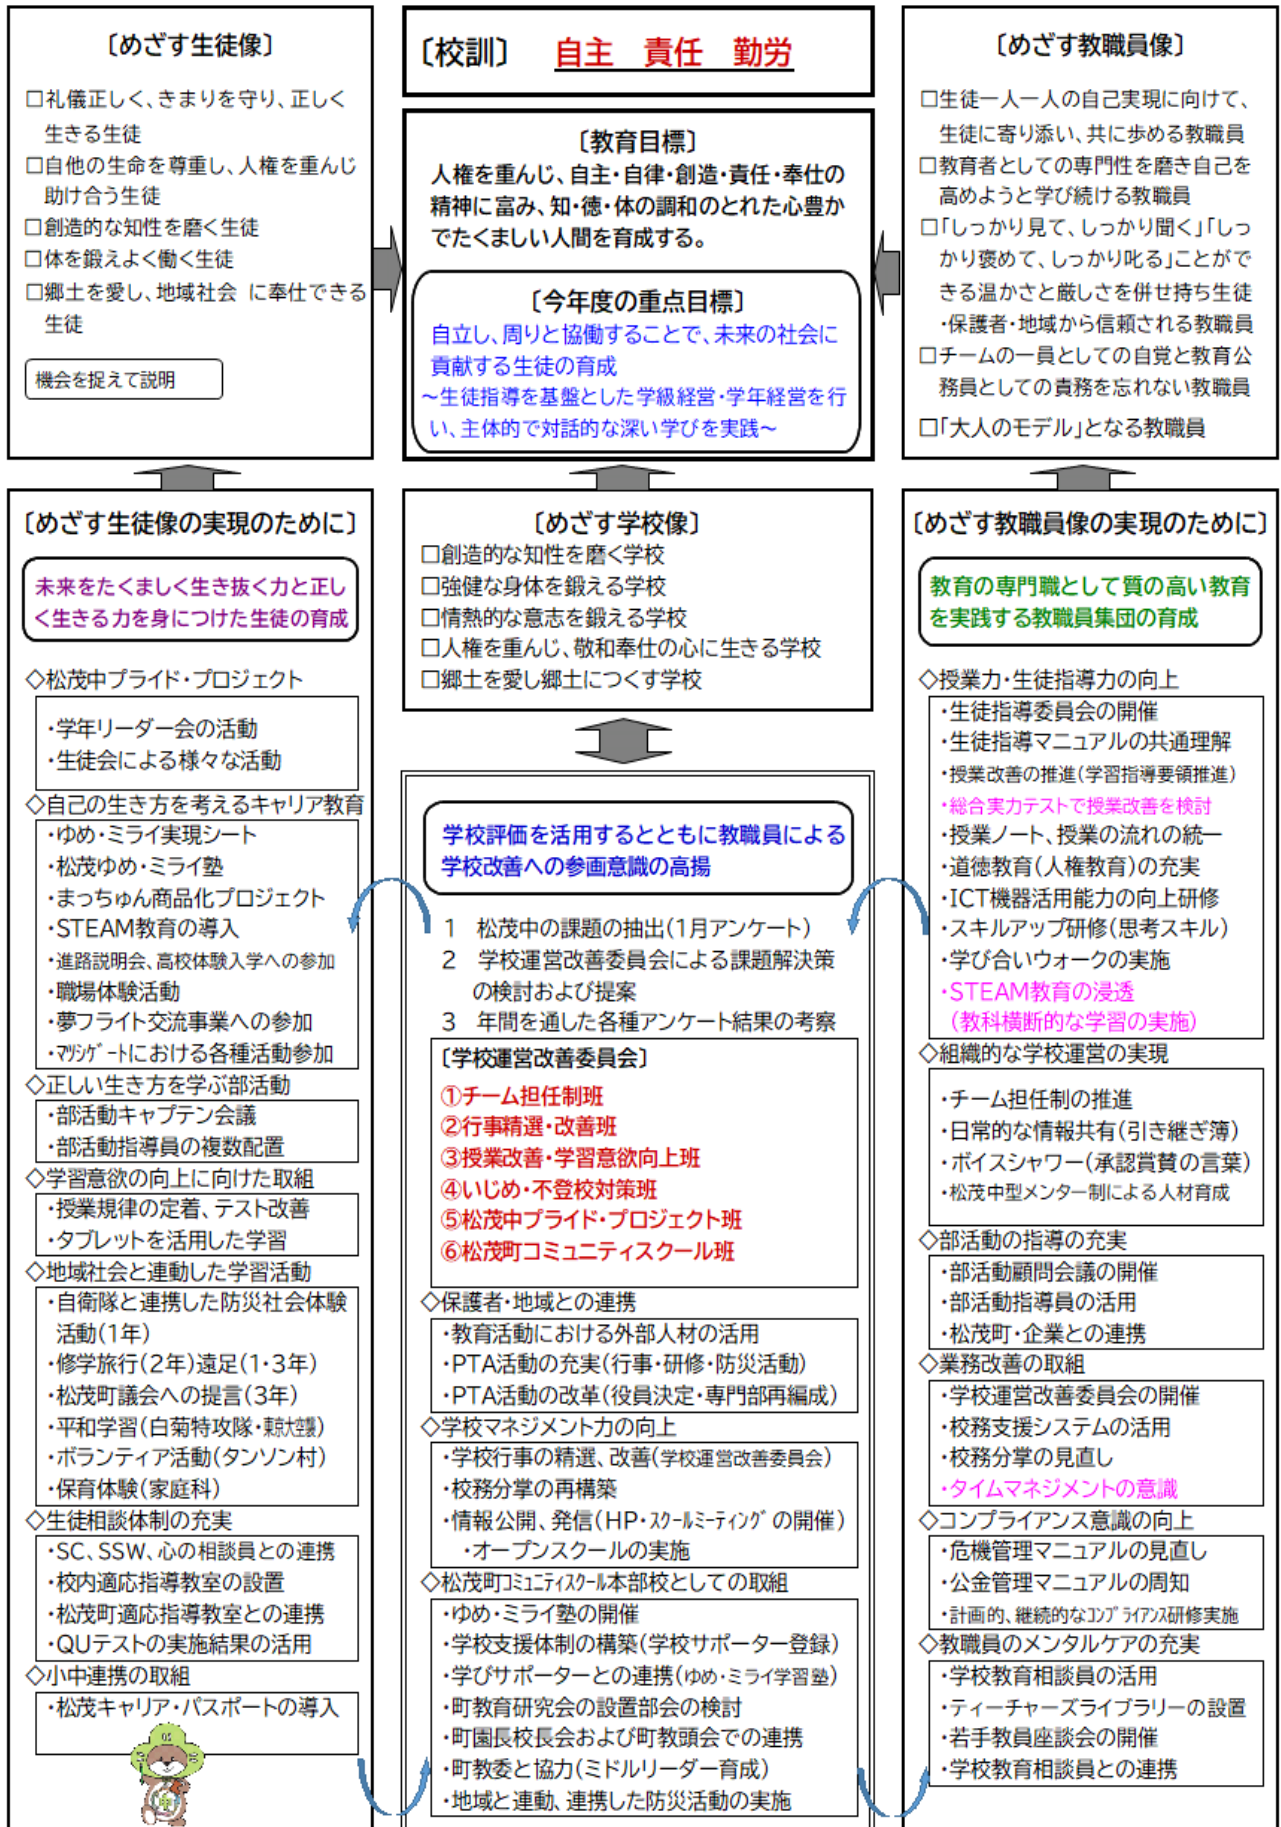 〔めざす生徒像〕
□礼儀正しく、きまりを守り、正しく
生きる生徒
□自他の生命を尊重し、人権を重んじ
助け合う生徒
□創造的な知性を磨く生徒
□体を鍛えよく働く生徒
□郷土を愛し、地域社会 に奉仕できる
生徒
機会を捉えて説明
〔校訓〕 自主 責任 勤労
〔教育目標〕
人権を重んじ、自主・自律・創造・責任・奉仕の
精神に富み、知・徳・体の調和のとれた心豊か
でたくましい人間を育成する。
〔今年度の重点目標〕
自立し、周りと協働することで、未来の社会に
貢献する生徒の育成
～生徒指導を基盤とした学級経営・学年経営を行
い、主体的で対話的な深い学びを実践～
〔めざす教職員像〕
□生徒一人一人の自己実現に向けて、
生徒に寄り添い、共に歩める教職員
□教育者としての専門性を磨き自己を
高めようと学び続ける教職員
□「しっかり見て、しっかり聞く」「しっ
かり褒めて、しっかり叱る」ことがで
きる温かさと厳しさを併せ持ち生徒
・保護者・地域から信頼される教職員
□チームの一員としての自覚と教育公
務員としての責務を忘れない教職員
□「大人のモデル」となる教職員
〔めざす生徒像の実現のために〕
未来をたくましく生き抜く力と正し
く生きる力を身につけた生徒の育成
◇松茂中プライド・プロジェクト
・学年リーダー会の活動
・生徒会による様々な活動
◇自己の生き方を考えるキャリア教育
・ゆめ・ミライ実現シート
・松茂ゆめ・ミライ塾
・まっちゅん商品化プロジェクト
・STEAM教育の導入
・進路説明会、高校体験入学への参加
・職場体験活動
・夢フライト交流事業への参加
・マツシゲートにおける各種活動参加
◇正しい生き方を学ぶ部活動
・部活動キャプテン会議
・部活動指導員の複数配置
◇学習意欲の向上に向けた取組
・授業規律の定着、テスト改善
・タブレットを活用した学習
◇地域社会と連動した学習活動
・自衛隊と連携した防災社会体験
活動(1年)
・修学旅行(2年)遠足(1・3年)
・松茂町議会への提言(3年)
・平和学習(白菊特攻隊・東京大空襲)
・ボランティア活動(タンソン村)
・保育体験(家庭科)
◇生徒相談体制の充実
・SC、SSW、心の相談員との連携
・校内適応指導教室の設置
・松茂町適応指導教室との連携
・QUテストの実施結果の活用
◇小中連携の取組
・松茂キャリア・パスポートの導入
〔めざす学校像〕
□創造的な知性を磨く学校
□強健な身体を鍛える学校
□情熱的な意志を鍛える学校
□人権を重んじ、敬和奉仕の心に生きる学校
□郷土を愛し郷土につくす学校
学校評価を活用するとともに教職員による
学校改善への参画意識の高揚
1 松茂中の課題の抽出(1月アンケート)
2 学校運営改善委員会による課題解決策
の検討および提案
3 年間を通した各種アンケート結果の考察
〔学校運営改善委員会〕
①チーム担任制班
②行事精選・改善班
③授業改善・学習意欲向上班
④いじめ・不登校対策班
⑤松茂中プライド・プロジェクト班
⑥松茂町コミュニティスクール班
◇保護者・地域との連携
・教育活動における外部人材の活用
・PTA活動の充実(行事・研修・防災活動)
・PTA活動の改革(役員決定・専門部再編成)
◇学校マネジメント力の向上
・学校行事の精選、改善(学校運営改善委員会)
・校務分掌の再構築
・情報公開、発信(HP・スクールミーティングの開催)
・オープンスクールの実施
◇松茂町コミュニティスクール本部校としての取組
・ゆめ・ミライ塾の開催
・学校支援体制の構築(学校サポーター登録)
・学びサポーターとの連携(ゆめ・ミライ学習塾)
・町教育研究会の設置部会の検討
・町園長校長会および町教頭会での連携
・町教委と協力(ミドルリーダー育成)
・地域と連動、連携した防災活動の実施
〔めざす教職員像の実現のために〕
教育の専門職として質の高い教育
を実践する教職員集団の育成
◇授業力・生徒指導力の向上
・生徒指導委員会の開催
・生徒指導マニュアルの共通理解
・授業改善の推進(学習指導要領推進)
・総合実力テストで授業改善を検討
・授業ノート、授業の流れの統一
・道徳教育(人権教育)の充実
・ICT機器活用能力の向上研修
・スキルアップ研修(思考スキル)
・学び合いウォークの実施
・STEAM教育の浸透
(教科横断的な学習の実施)
◇組織的な学校運営の実現
・チーム担任制の推進
・日常的な情報共有(引き継ぎ簿)
・ボイスシャワー(承認賞賛の言葉)
・松茂中型メンター制による人材育成
◇部活動の指導の充実
・部活動顧問会議の開催
・部活動指導員の活用
・松茂町・企業との連携
◇業務改善の取組
・学校運営改善委員会の開催
・校務支援システムの活用
・校務分掌の見直し
・タイムマネジメントの意識
◇コンプライアンス意識の向上
・危機管理マニュアルの見直し
・公金管理マニュアルの周知
・計画的、継続的なコンプライアンス研修実施
◇教職員のメンタルケアの充実
・学校教育相談員の活用
・ティーチャーズライブラリーの設置
・若手教員座談会の開催
・学校教育相談員との連携